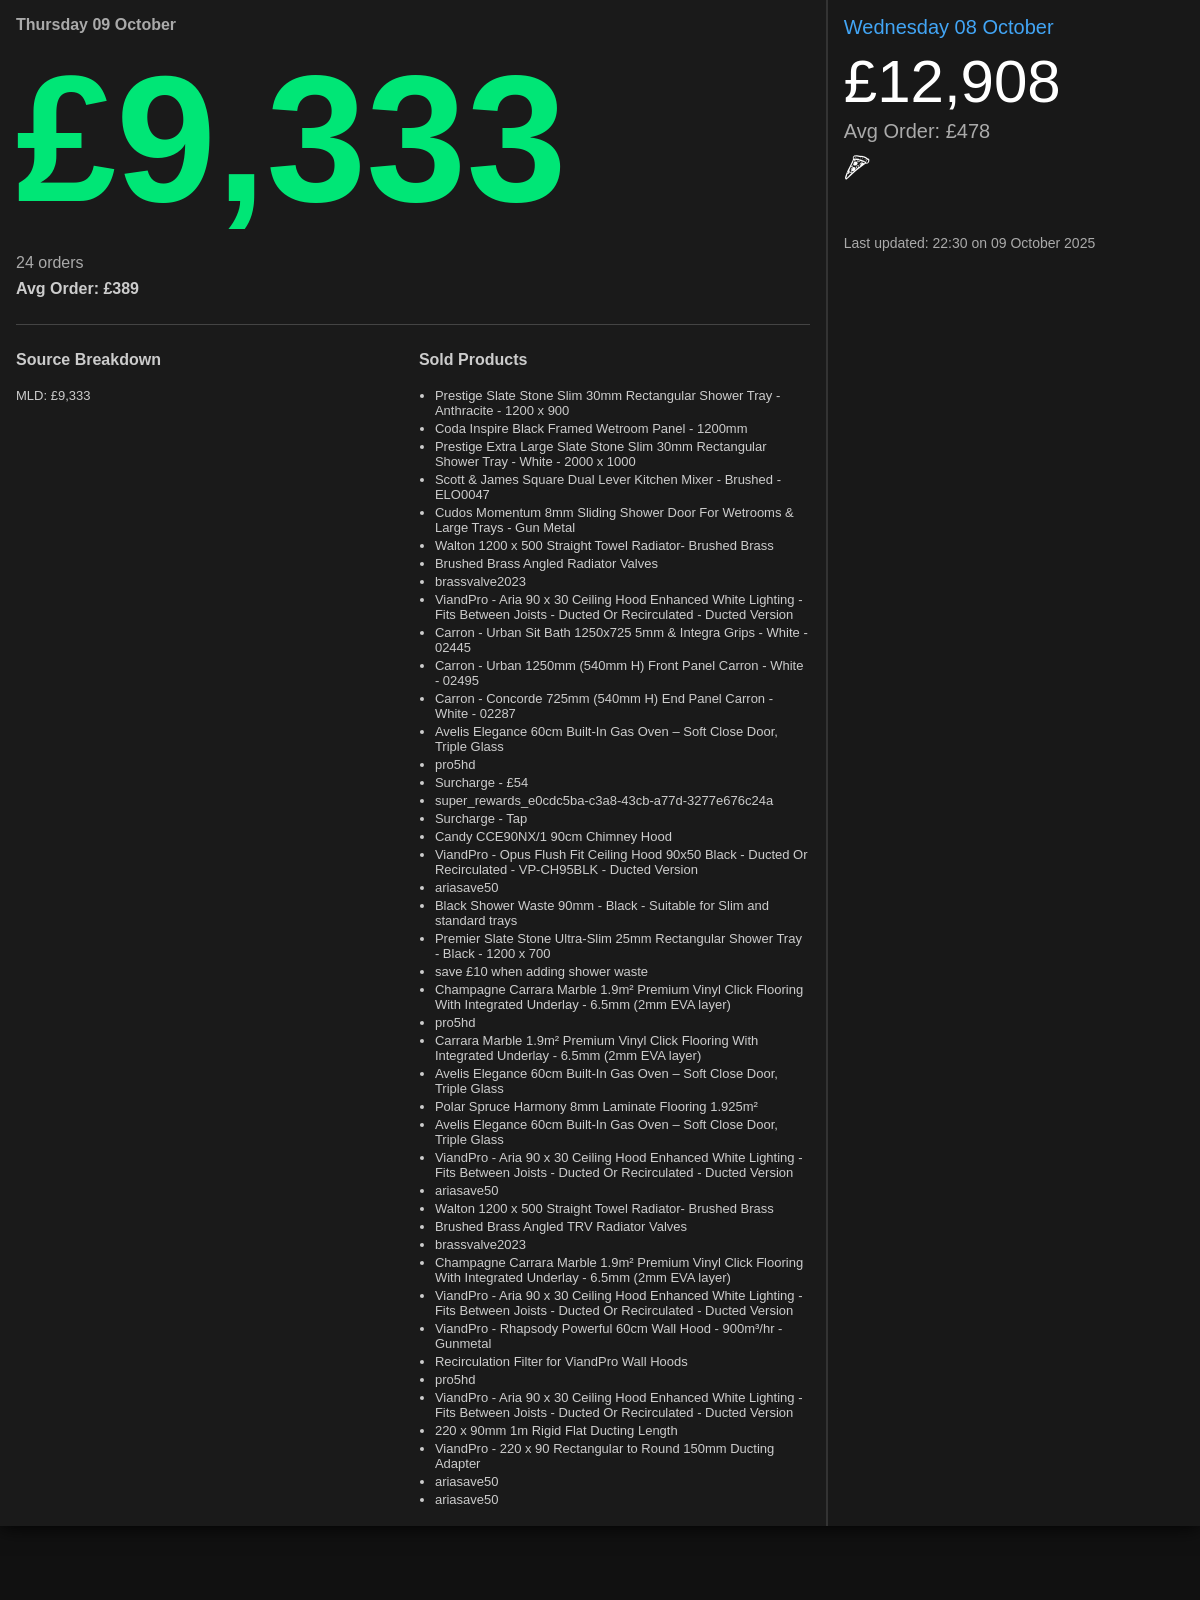 Thursday 09 October
£9,333
24 orders
Avg Order: £389
Source Breakdown
MLD: £9,333
Sold Products
Prestige Slate Stone Slim 30mm Rectangular Shower Tray -
Anthracite - 1200 x 900
Coda Inspire Black Framed Wetroom Panel - 1200mm
Prestige Extra Large Slate Stone Slim 30mm Rectangular
Shower Tray - White - 2000 x 1000
Scott & James Square Dual Lever Kitchen Mixer - Brushed -
ELO0047
Cudos Momentum 8mm Sliding Shower Door For Wetrooms &
Large Trays - Gun Metal
Walton 1200 x 500 Straight Towel Radiator- Brushed Brass
Brushed Brass Angled Radiator Valves
brassvalve2023
ViandPro - Aria 90 x 30 Ceiling Hood Enhanced White Lighting -
Fits Between Joists - Ducted Or Recirculated - Ducted Version
Carron - Urban Sit Bath 1250x725 5mm & Integra Grips - White -
02445
Carron - Urban 1250mm (540mm H) Front Panel Carron - White
- 02495
Carron - Concorde 725mm (540mm H) End Panel Carron -
White - 02287
Avelis Elegance 60cm Built-In Gas Oven – Soft Close Door,
Triple Glass
pro5hd
Surcharge - £54
super_rewards_e0cdc5ba-c3a8-43cb-a77d-3277e676c24a
Surcharge - Tap
Candy CCE90NX/1 90cm Chimney Hood
ViandPro - Opus Flush Fit Ceiling Hood 90x50 Black - Ducted Or
Recirculated - VP-CH95BLK - Ducted Version
ariasave50
Black Shower Waste 90mm - Black - Suitable for Slim and
standard trays
Premier Slate Stone Ultra-Slim 25mm Rectangular Shower Tray
- Black - 1200 x 700
save £10 when adding shower waste
Champagne Carrara Marble 1.9m² Premium Vinyl Click Flooring
With Integrated Underlay - 6.5mm (2mm EVA layer)
pro5hd
Carrara Marble 1.9m² Premium Vinyl Click Flooring With
Integrated Underlay - 6.5mm (2mm EVA layer)
Avelis Elegance 60cm Built-In Gas Oven – Soft Close Door,
Triple Glass
Polar Spruce Harmony 8mm Laminate Flooring 1.925m²
Avelis Elegance 60cm Built-In Gas Oven – Soft Close Door,
Triple Glass
ViandPro - Aria 90 x 30 Ceiling Hood Enhanced White Lighting -
Fits Between Joists - Ducted Or Recirculated - Ducted Version
ariasave50
Walton 1200 x 500 Straight Towel Radiator- Brushed Brass
Brushed Brass Angled TRV Radiator Valves
brassvalve2023
Champagne Carrara Marble 1.9m² Premium Vinyl Click Flooring
With Integrated Underlay - 6.5mm (2mm EVA layer)
ViandPro - Aria 90 x 30 Ceiling Hood Enhanced White Lighting -
Fits Between Joists - Ducted Or Recirculated - Ducted Version
ViandPro - Rhapsody Powerful 60cm Wall Hood - 900m³/hr -
Gunmetal
Recirculation Filter for ViandPro Wall Hoods
pro5hd
ViandPro - Aria 90 x 30 Ceiling Hood Enhanced White Lighting -
Fits Between Joists - Ducted Or Recirculated - Ducted Version
220 x 90mm 1m Rigid Flat Ducting Length
ViandPro - 220 x 90 Rectangular to Round 150mm Ducting
Adapter
ariasave50
ariasave50
Wednesday 08 October
£12,908
Avg Order: £478
Last updated: 22:30 on 09 October 2025